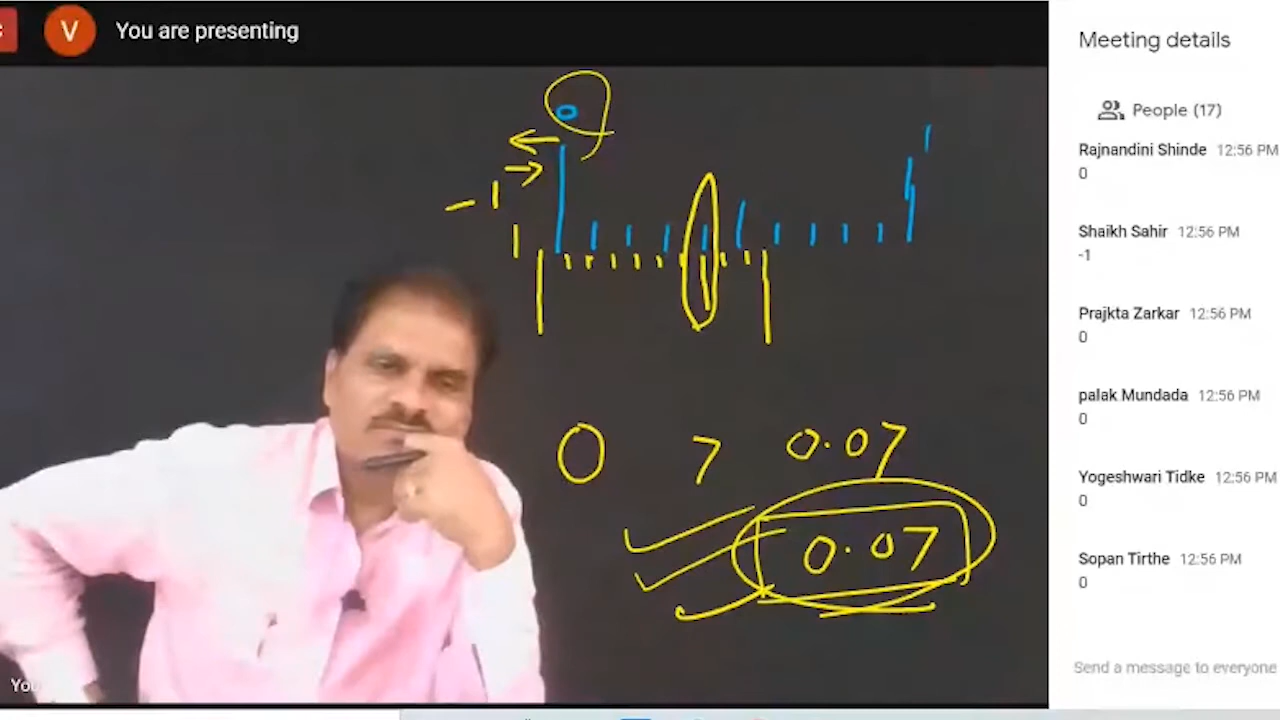 V
You are presenting
Meeting details
People (17)
Rajnandini Shinde 12:56 PM
0
Shaikh Sahir 12:56 PM
-1
Prajkta Zarkar 12:56 PM
0
palak Mundada 12:56 PM
0
Yogeshwari Tidke 12:56 PM
0
Sopan Tirthe 12:56 PM
0
Send a message to everyone
0
1
-1
0 7 0.07
0.07
You